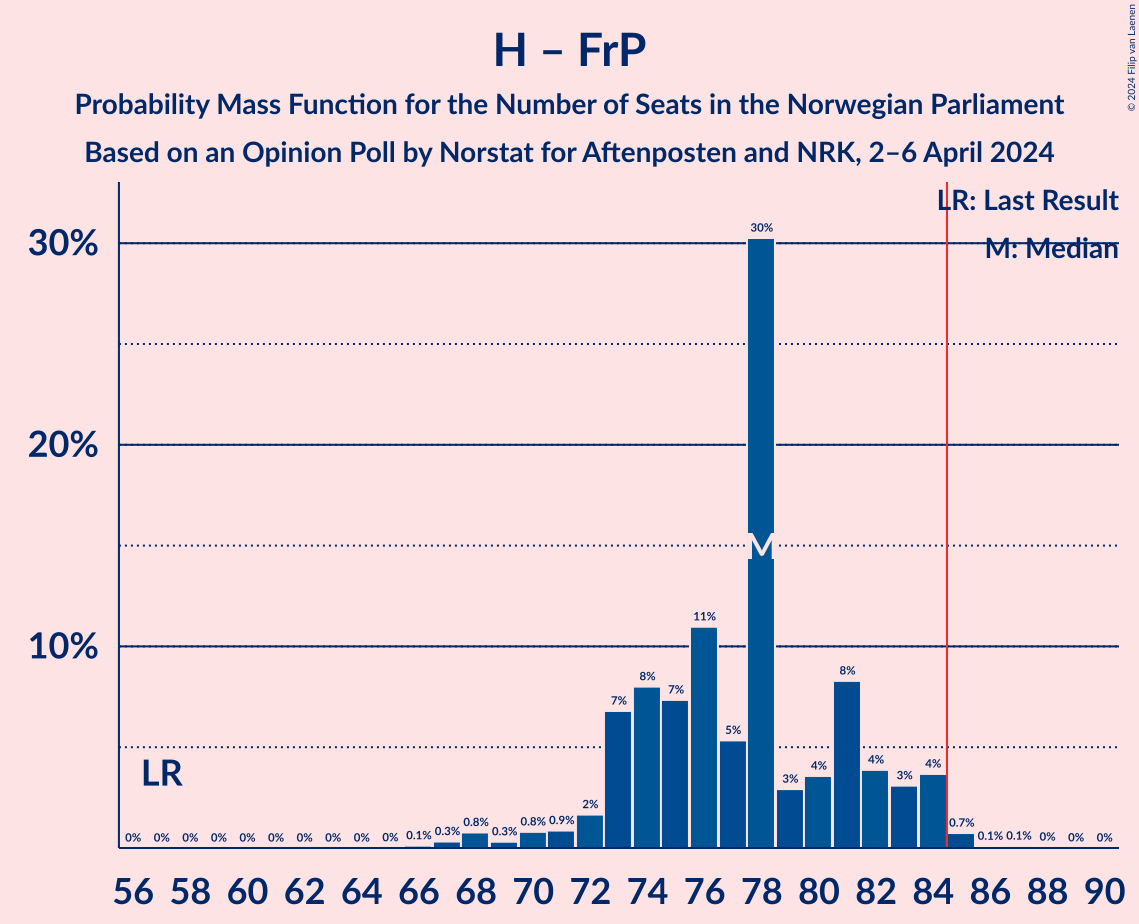 H – FrP
Probability Mass Function for the Number of Seats in the Norwegian Parliament
Based on an Opinion Poll by Norstat for Aftenposten and NRK, 2–6 April 2024
© 2024 Filip van Laenen
LR: Last Result
M: Median
30%
20%
10%
LR
M
0% 0% 0% 0% 0% 0% 0% 0% 0% 0% 0.1% 0.3% 0.8% 0.3% 0.8% 0.9% 2% 7% 8% 7% 11% 5% 30% 3% 4% 8% 4% 3% 4% 0.7% 0.1% 0.1% 0% 0% 0%
56 58 60 62 64 66 68 70 72 74 76 78 80 82 84 86 88 90